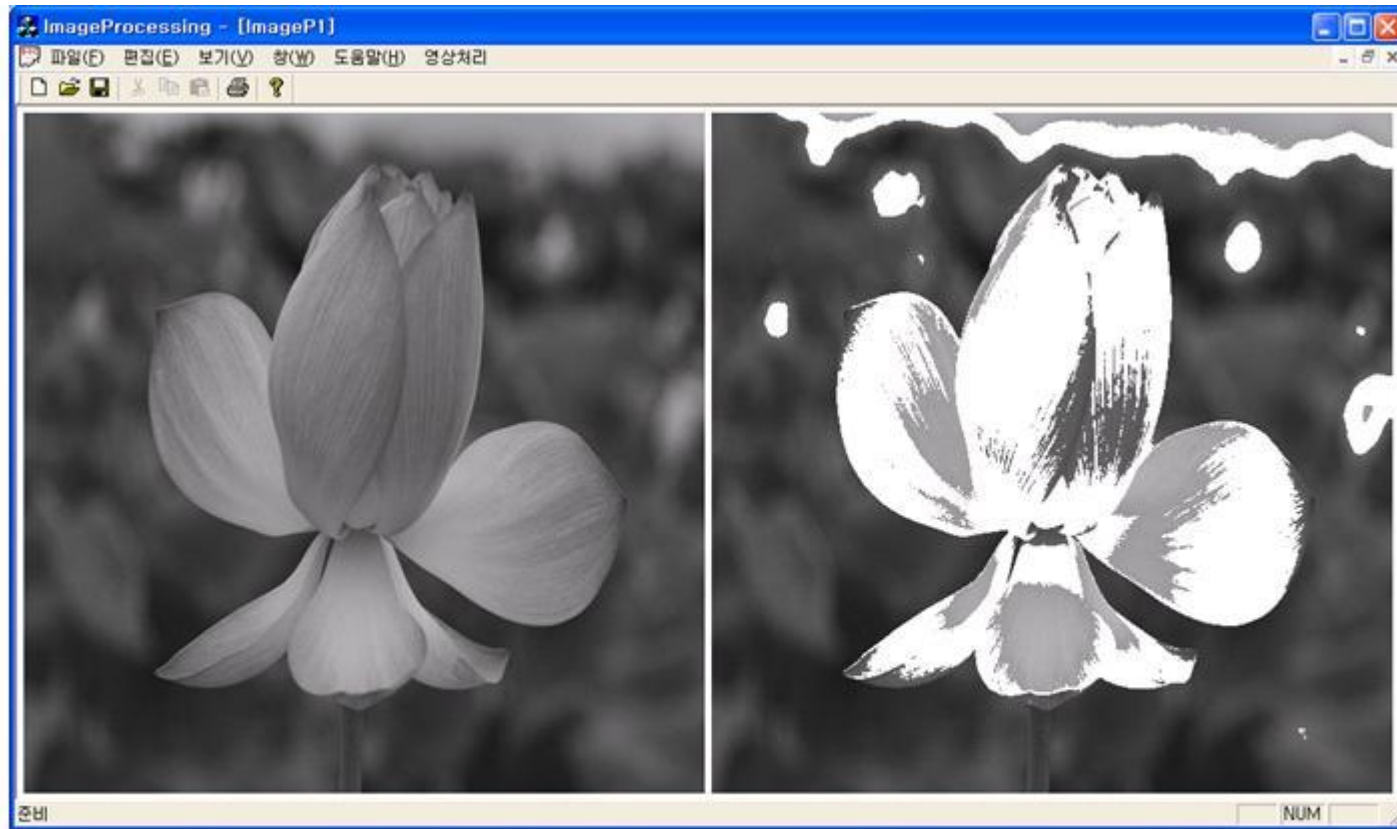 ImageProcessing - [ImageP1]
파일(F) 편집(E) 보기(V) 창(W) 도움말(H) 영상처리
준비
NUM